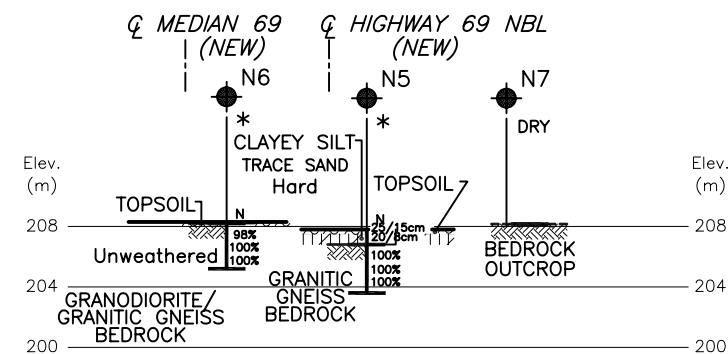 ℄ MEDIAN 69
(NEW)
℄ HIGHWAY 69 NBL
(NEW)
N6
N5
N7
*
*
DRY
CLAYEY SILT
TRACE SAND
Hard
TOPSOIL
Elev.
(m)
Elev.
(m)
TOPSOIL
N
N
208
208
98%
100%
100%
25/15cm
20/8cm
Unweathered
100%
100%
100%
BEDROCK
OUTCROP
204
204
GRANITIC
GNEISS
BEDROCK
GRANODIORITE/
GRANITIC GNEISS
BEDROCK
200
200